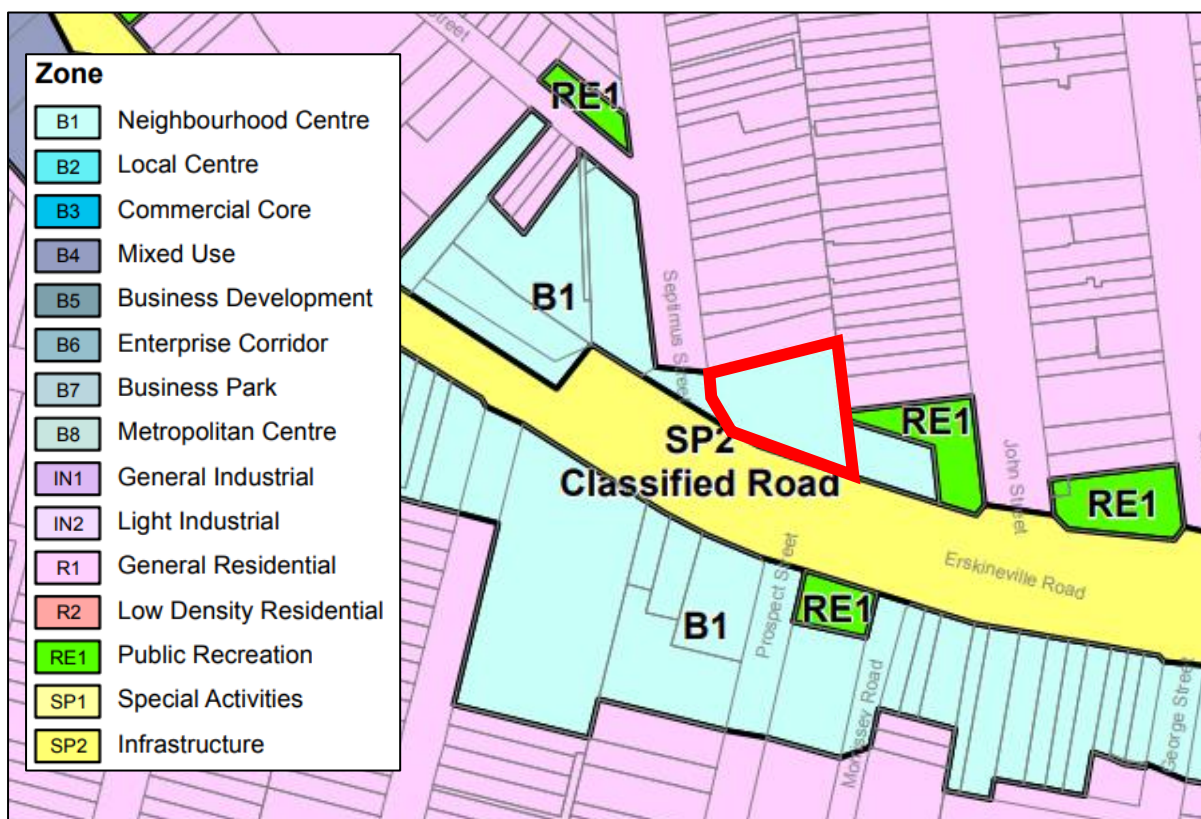 Zone
B1 Neighbourhood Centre
B2 Local Centre
B3 Commercial Core
B4 Mixed Use
B5 Business Development
B6 Enterprise Corridor
B7 Business Park
B8 Metropolitan Centre
IN1 General Industrial
IN2 Light Industrial
R1 General Residential
R2 Low Density Residential
RE1 Public Recreation
SP1 Special Activities
SP2 Infrastructure
Street
RE1
B1
Septimus Street
RE1
SP2
Classified Road
John Street
RE1
Erskineville Road
Prospect Street
RE1
B1
Morrissey Road
George Street